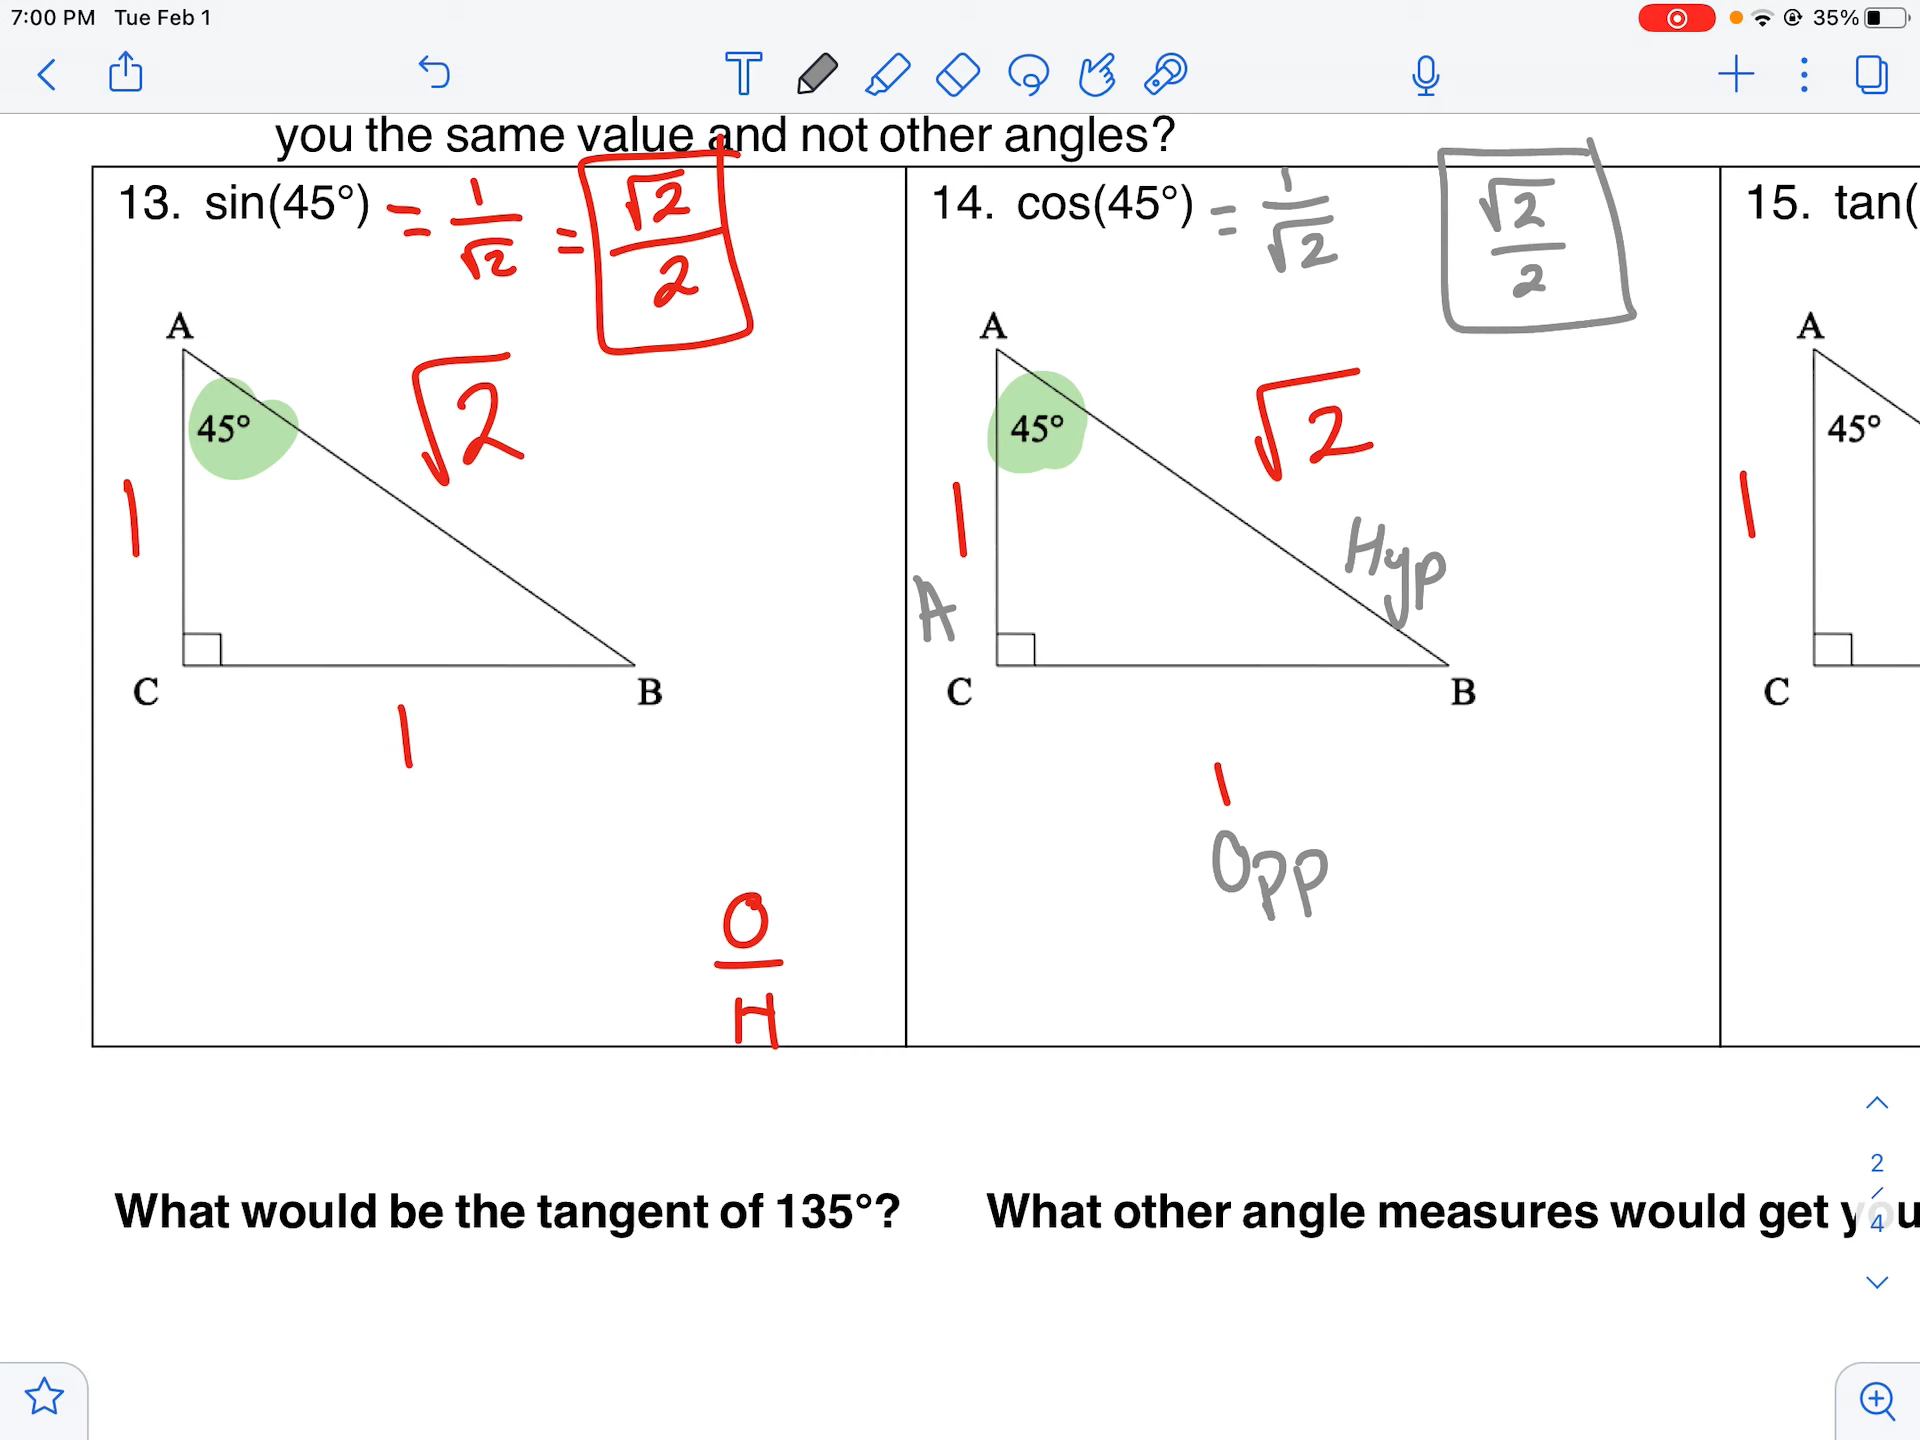 7:00 PM Tue Feb 1
35%
you the same value and not other angles?
13. sin(45°) = 1/√2 = √2/2
14. cos(45°) = 1/√2 √2/2
15. tan(
A
45°
√2
1
C
B
1
O
H
A
45°
√2
1
Hyp
A
C
B
1
Opp
A
45°
1
C
What would be the tangent of 135°?
What other angle measures would get you
2
/
4